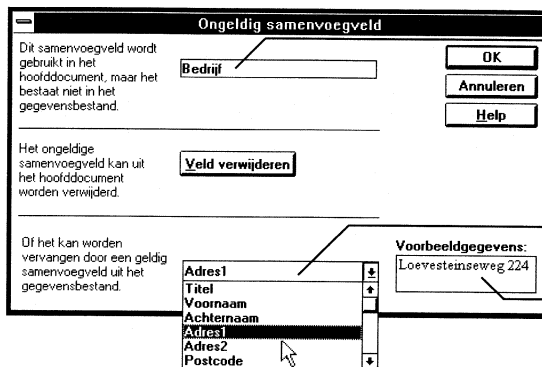 Ongeldig samenvoegveld
Dit samenvoegveld wordt
gebruikt in het
hoofddocument, maar het
bestaat niet in het
gegevensbestand.
Bedrijf
OK
Annuleren
Help
Het ongeldige
samenvoegveld kan uit
het hoofddocument
worden verwijderd.
Veld verwijderen
Of het kan worden
vervangen door een geldig
samenvoegveld uit het
gegevensbestand.
Adres1
Titel
Voornaam
Achternaam
Adres1
Adres2
Postcode
Voorbeeldgegevens:
Loevesteinseweg 224